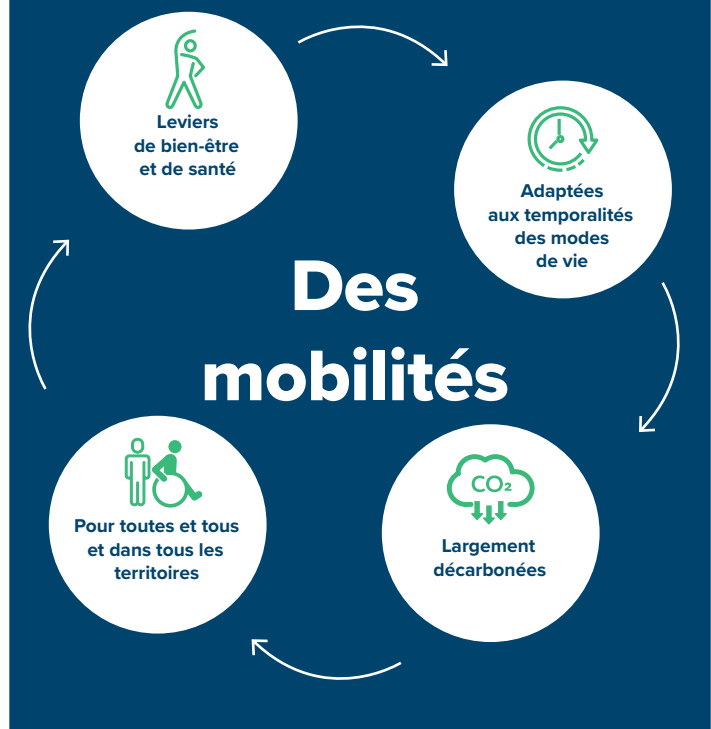 Leviers
de bien-être
et de santé
Adaptées
aux temporalités
des modes
de vie
Des
mobilités
Pour toutes et tous
et dans tous les
territoires
CO₂
Largement
décarbonées